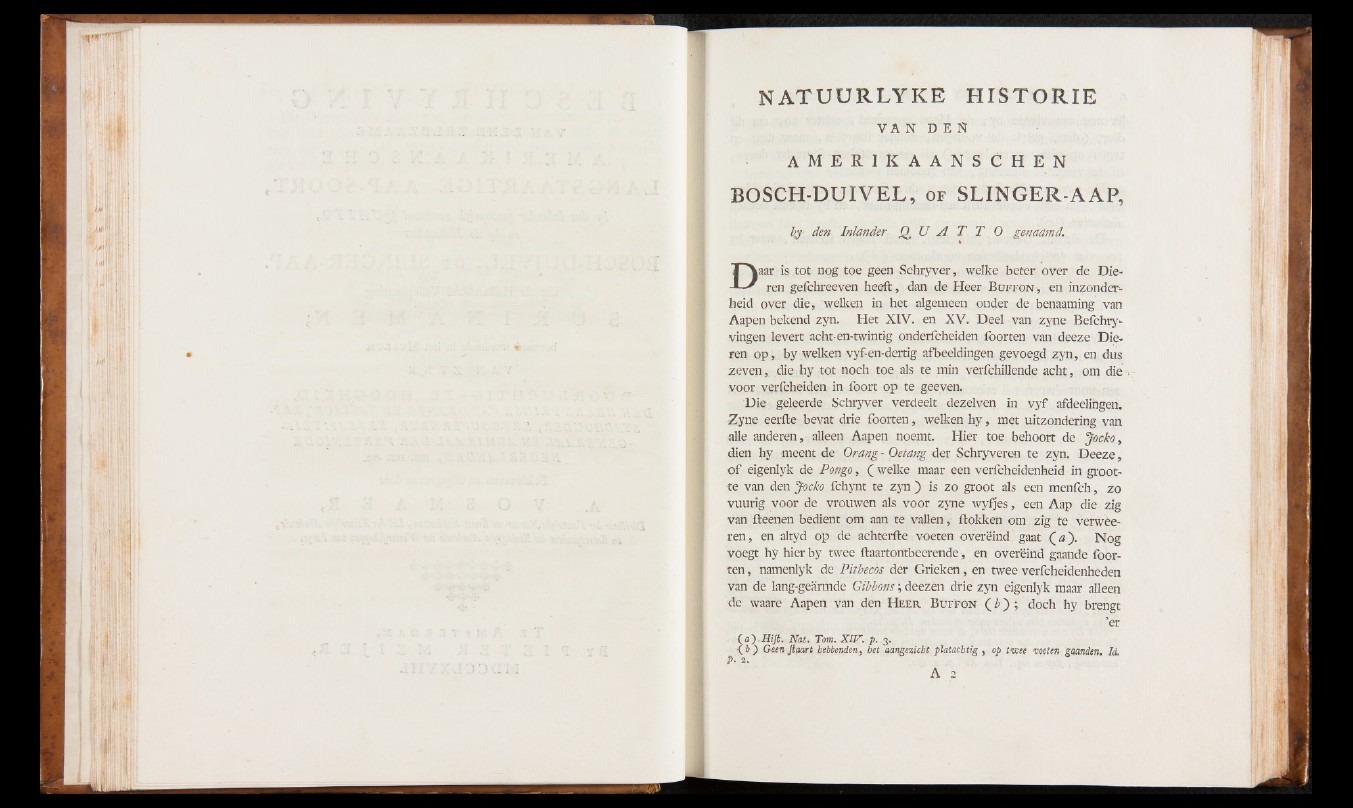 NATUURLYKE HISTORIE
VAN DEN
AMERIKAANSCHEN
BOSCH-DUIVEL, OF SLINGER-AAP,
by den Inlander QUATTO genaamd.
Daar is tot nog toe geen Schryver, welke beter over de Die-
ren geſchreeven heeft, dan de Heer BUFFON, en inzonder-
heid over die, welken in het algemeen onder de benaaming van
Aapen bekend zyn. Het XIV. en XV. Deel van zyne Beſchry-
vingen levert acht-en-twintig onderſcheiden ſoorten van deeze Die-
ren op, by welken vyf-en-dertig afbeeldingen gevoegd zyn, en dus
zeven, die hy tot noch toe als te min verſchillende acht, om die
voor verſcheiden in ſoort op te geeven.
Die geleerde Schryver verdeelt dezelven in vyf afdeelingen.
Zyne eerſte bevat drie ſoorten, welken hy, met uitzondering van
alle anderen, alleen Aapen noemt. Hier toe behoort de Jocko,
dien hy meent de Orang-Oetang der Schryveren te zyn. Deeze,
of eigenlyk de Pongo, (welke maar een verſcheidenheid in groot-
te van den Jocko ſchynt te zyn) is zo groot als een menſch, zo
vuurig voor de vrouwen als voor zyne wyfjes, een Aap die zig
van ſteenen bedient om aan te vallen, ſtokken om zig te verwee-
ren, en altyd op de achterſte voeten overëind gaat (a). Nog
voegt hy hier by twee ſtaartontbeerende, en overëind gaande ſoor-
ten, namenlyk de Pithecos der Grieken, en twee verſcheidenheden
van de lang-geärmde Gibbons; deezen drie zyn eigenlyk maar alleen
de waare Aapen van den HEER BUFFON (b); doch hy brengt
'er
(a) Hiſt. Nat. Tom. XIV. p. 3.
(b) Geen ſtaart hebbenden, het aangezicht platachtig, op twee voeten gaanden. Id.
p. 2.
A 2